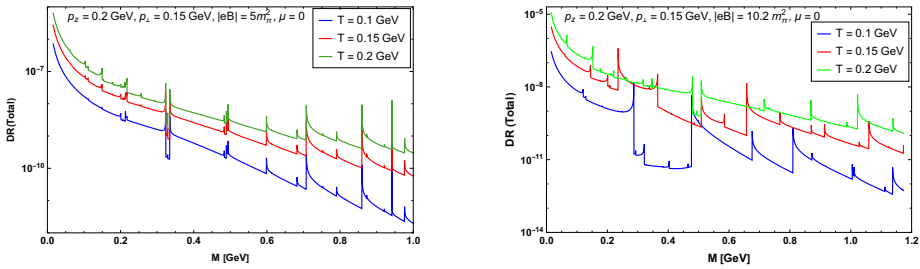 p_z = 0.2 GeV, p_⊥ = 0.15 GeV, |eB| = 5m_π^2, μ = 0
T = 0.1 GeV
T = 0.15 GeV
T = 0.2 GeV
DR(Total)
10^-7
10^-10
0.0 0.2 0.4 0.6 0.8 1.0
M [GeV]
p_z = 0.2 GeV, p_⊥ = 0.15 GeV, |eB| = 10.2 m_π^2, μ = 0
T = 0.1 GeV
T = 0.15 GeV
T = 0.2 GeV
DR(Total)
10^-5
10^-8
10^-11
10^-14
0.0 0.2 0.4 0.6 0.8 1.0 1.2
M [GeV]